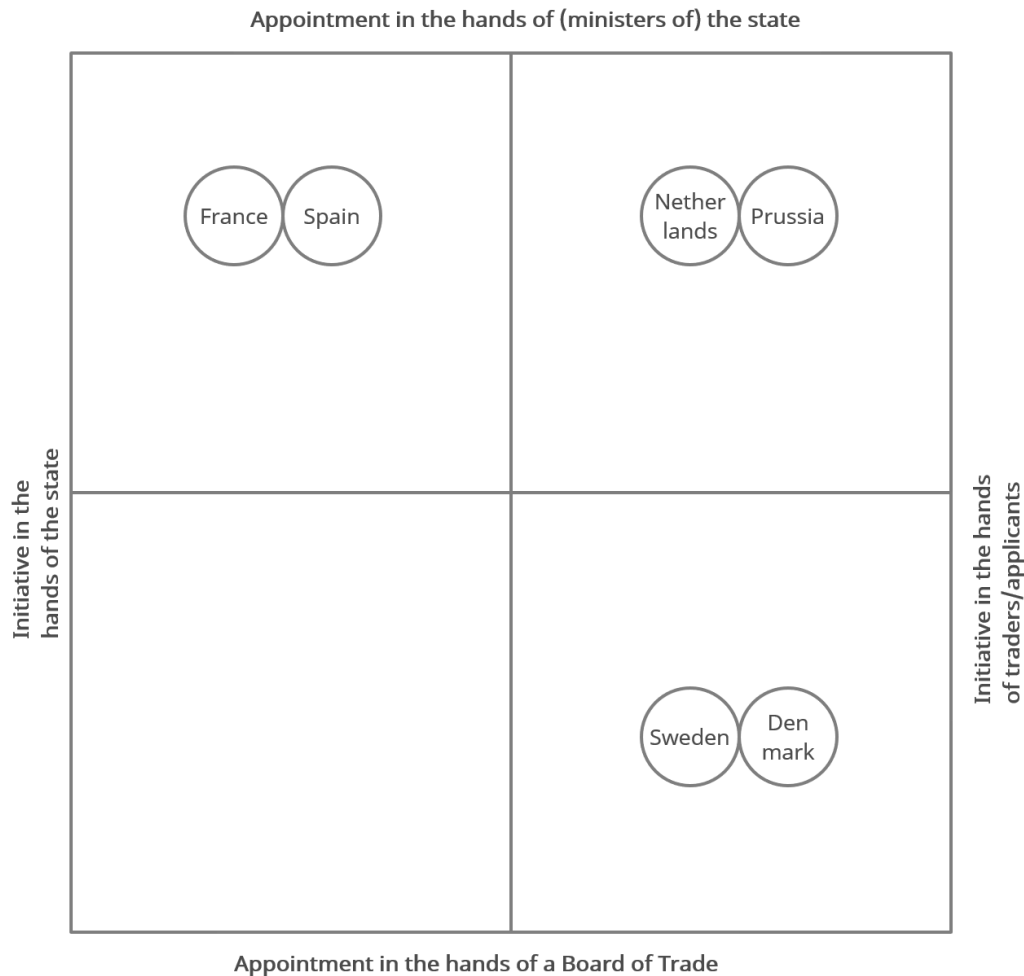 Appointment in the hands of (ministers of) the state
France
Spain
Nether
lands
Prussia
Initiative in the
hands of the state
Initiative in the hands
of traders/applicants
Sweden
Den
mark
Appointment in the hands of a Board of Trade